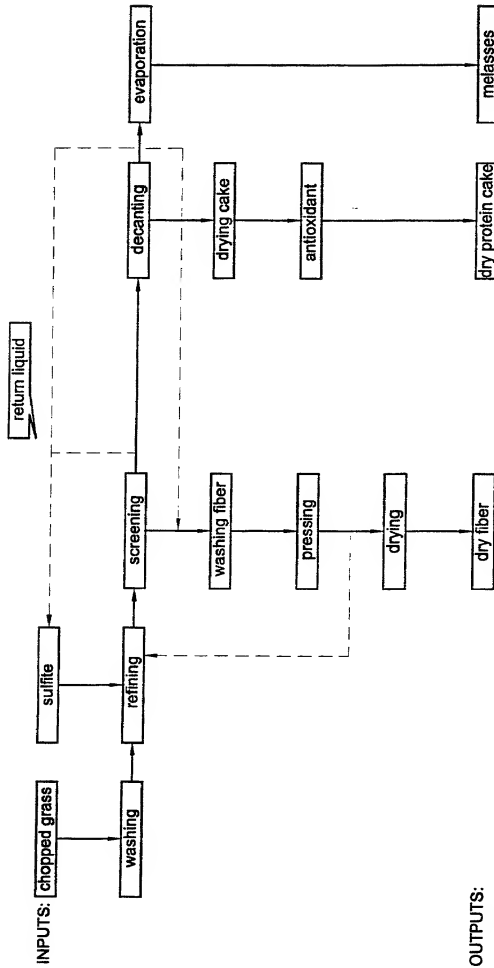 INPUTS:
chopped grass
sulfite
return liquid
washing
refining
screening
decanting
evaporation
washing fiber
drying cake
pressing
antioxidant
drying
OUTPUTS:
dry fiber
dry protein cake
melasses